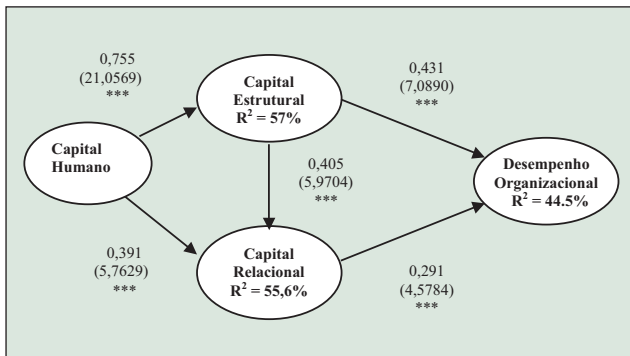 0,755
(21,0569)
***
Capital
Estrutural
R² = 57%
0,431
(7,0890)
***
Capital
Humano
0,405
(5,9704)
***
Desempenho
Organizacional
R² = 44.5%
0,391
(5,7629)
***
Capital
Relacional
R² = 55,6%
0,291
(4,5784)
***